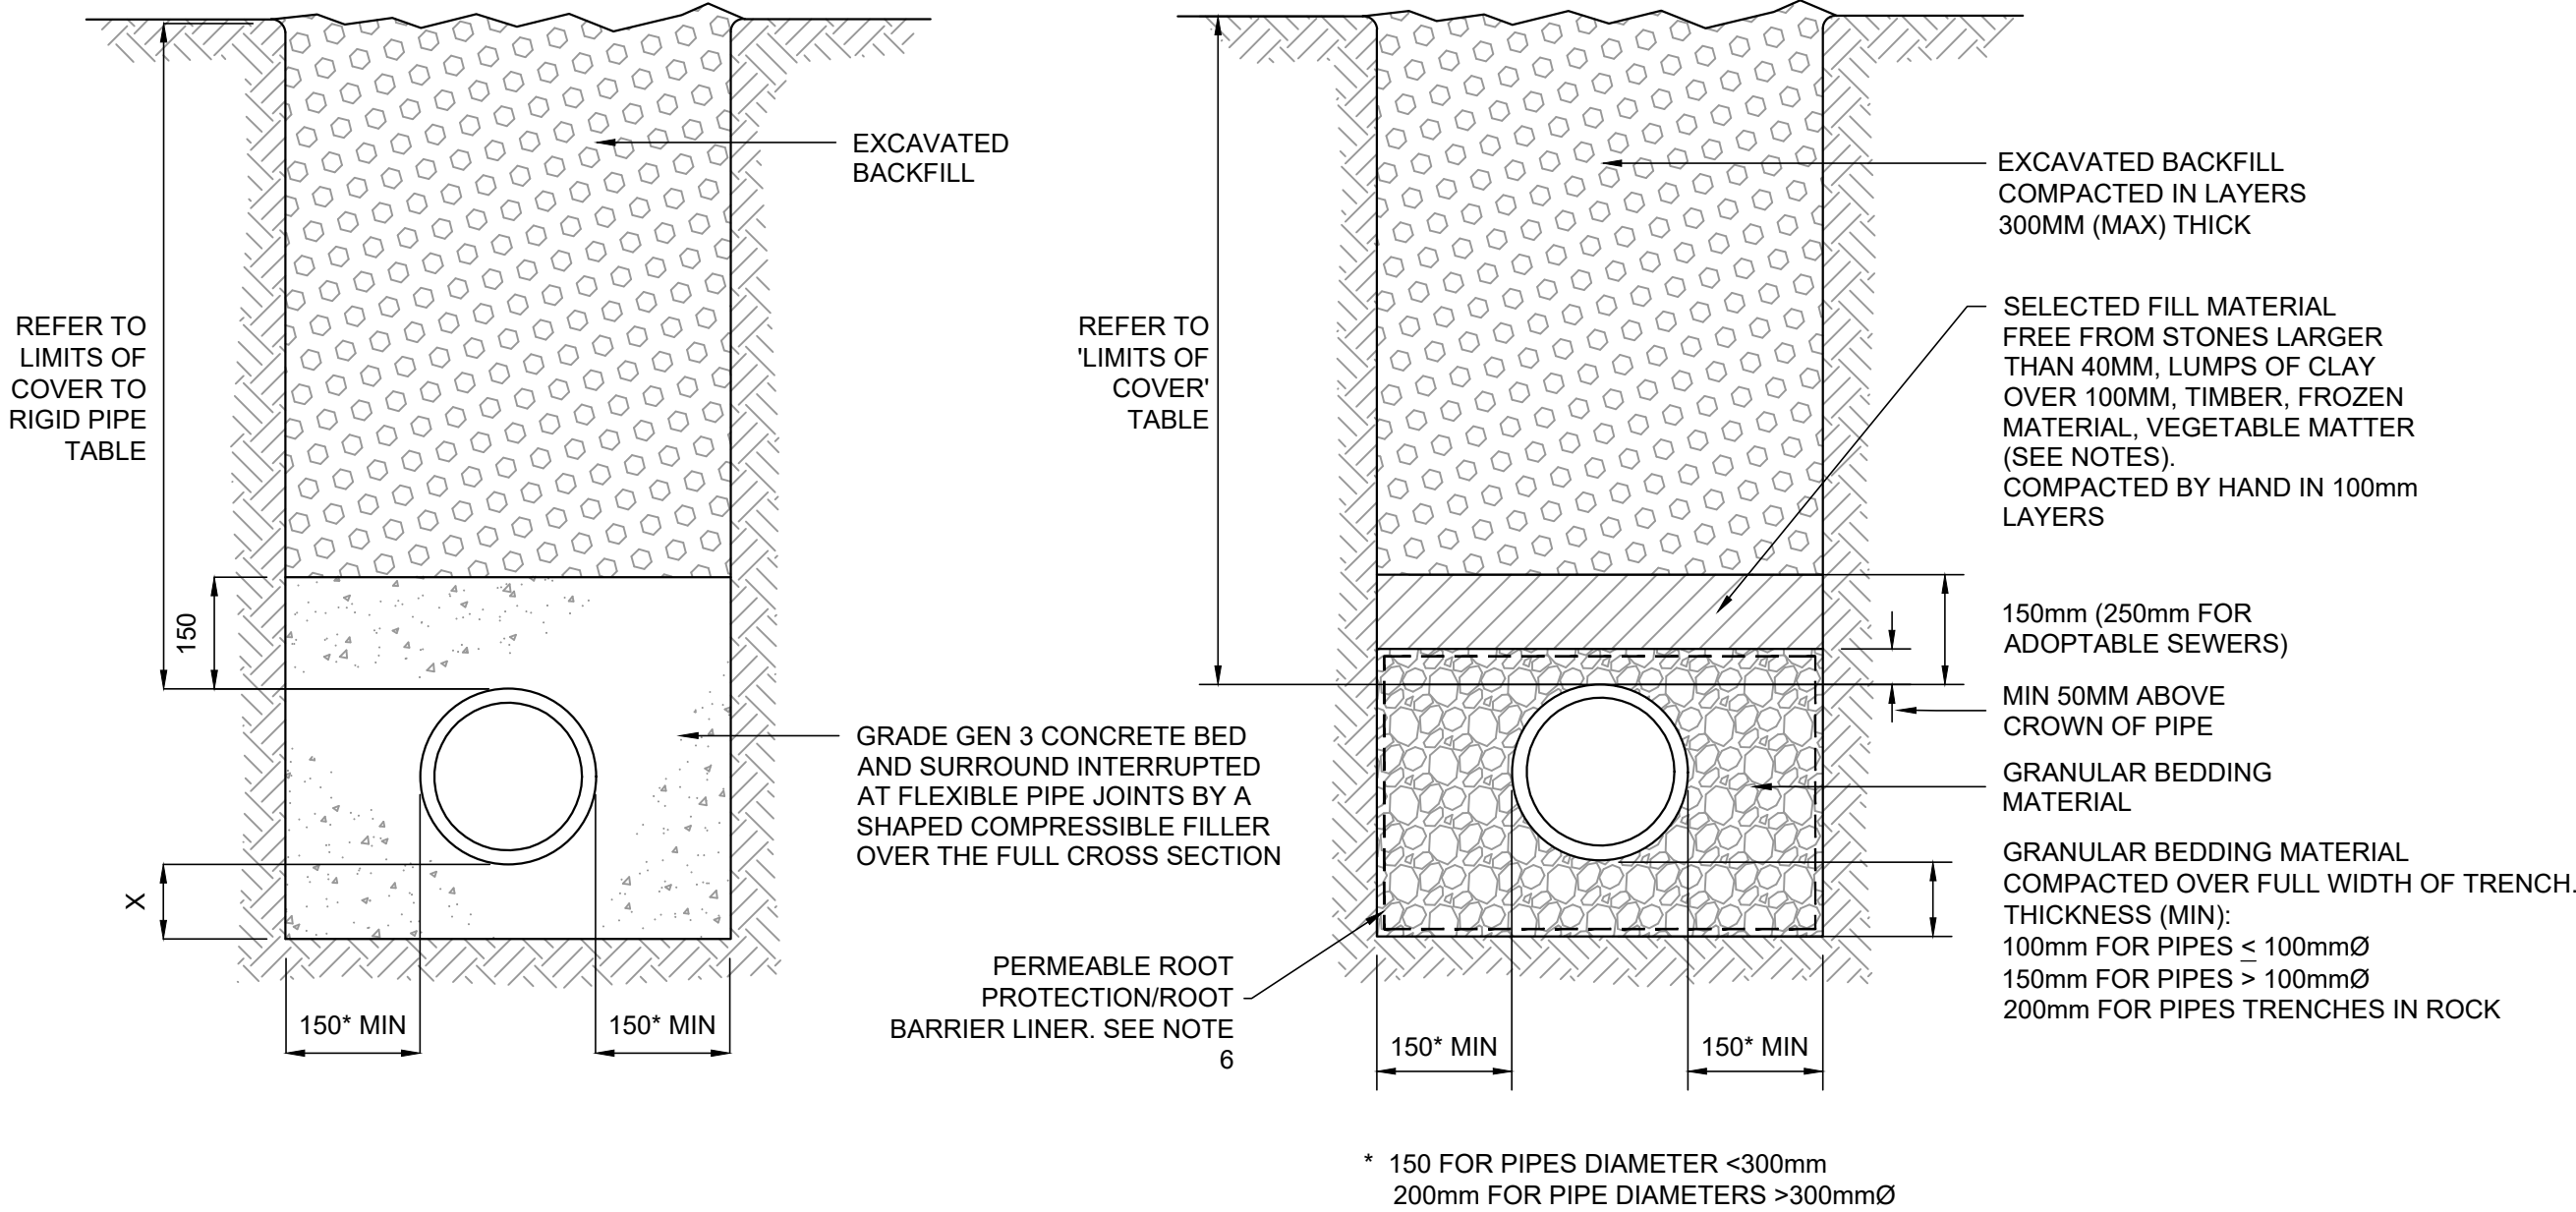 EXCAVATED
BACKFILL
REFER TO
LIMITS OF
COVER TO
RIGID PIPE
TABLE
150
X
GRADE GEN 3 CONCRETE BED
AND SURROUND INTERRUPTED
AT FLEXIBLE PIPE JOINTS BY A
SHAPED COMPRESSIBLE FILLER
OVER THE FULL CROSS SECTION
150* MIN
150* MIN
REFER TO
'LIMITS OF
COVER'
TABLE
EXCAVATED BACKFILL
COMPACTED IN LAYERS
300MM (MAX) THICK
SELECTED FILL MATERIAL
FREE FROM STONES LARGER
THAN 40MM, LUMPS OF CLAY
OVER 100MM, TIMBER, FROZEN
MATERIAL, VEGETABLE MATTER
(SEE NOTES).
COMPACTED BY HAND IN 100mm
LAYERS
150mm (250mm FOR
ADOPTABLE SEWERS)
MIN 50MM ABOVE
CROWN OF PIPE
GRANULAR BEDDING
MATERIAL
GRANULAR BEDDING MATERIAL
COMPACTED OVER FULL WIDTH OF TRENCH.
THICKNESS (MIN):
100mm FOR PIPES ≤ 100mmØ
150mm FOR PIPES > 100mmØ
200mm FOR PIPES TRENCHES IN ROCK
PERMEABLE ROOT
PROTECTION/ROOT
BARRIER LINER. SEE NOTE
6
150* MIN
150* MIN
* 150 FOR PIPES DIAMETER <300mm
200mm FOR PIPE DIAMETERS >300mmØ